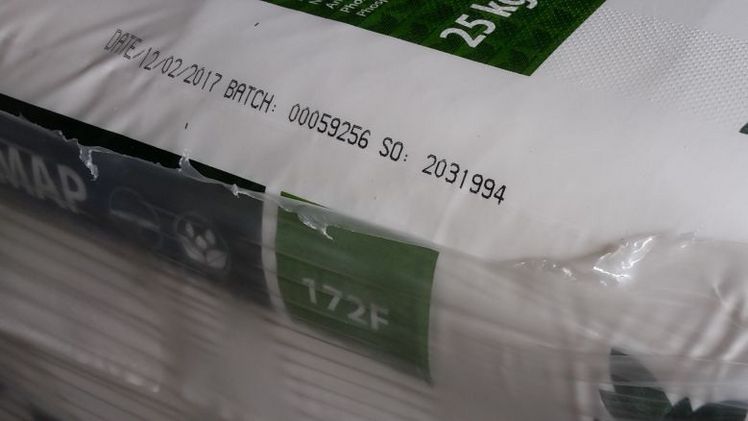 25 kg
DATE/12/02/2017 BATCH: 00059256 SO: 2031994
MAP
172F